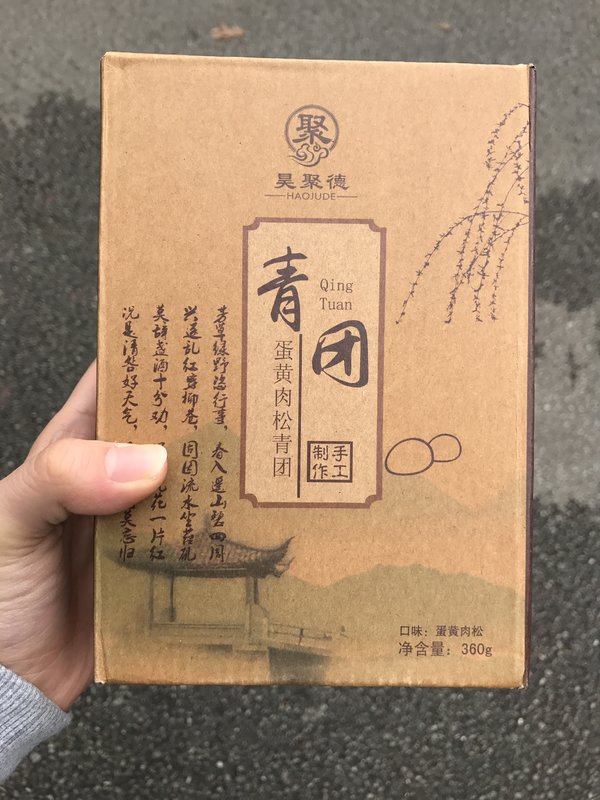 聚
昊聚德
HAOJUDE
青团
Qing
Tuan
蛋黄肉松青团
手工
制作
芳草绿野恣行事,春入遥山碧四围
兴逐乱红穿柳巷,固因流水坐苔矶
莫辞盏酒十分劝,花一片红
况是清明好天气,莫忘归
口味:蛋黄肉松
净含量:360g